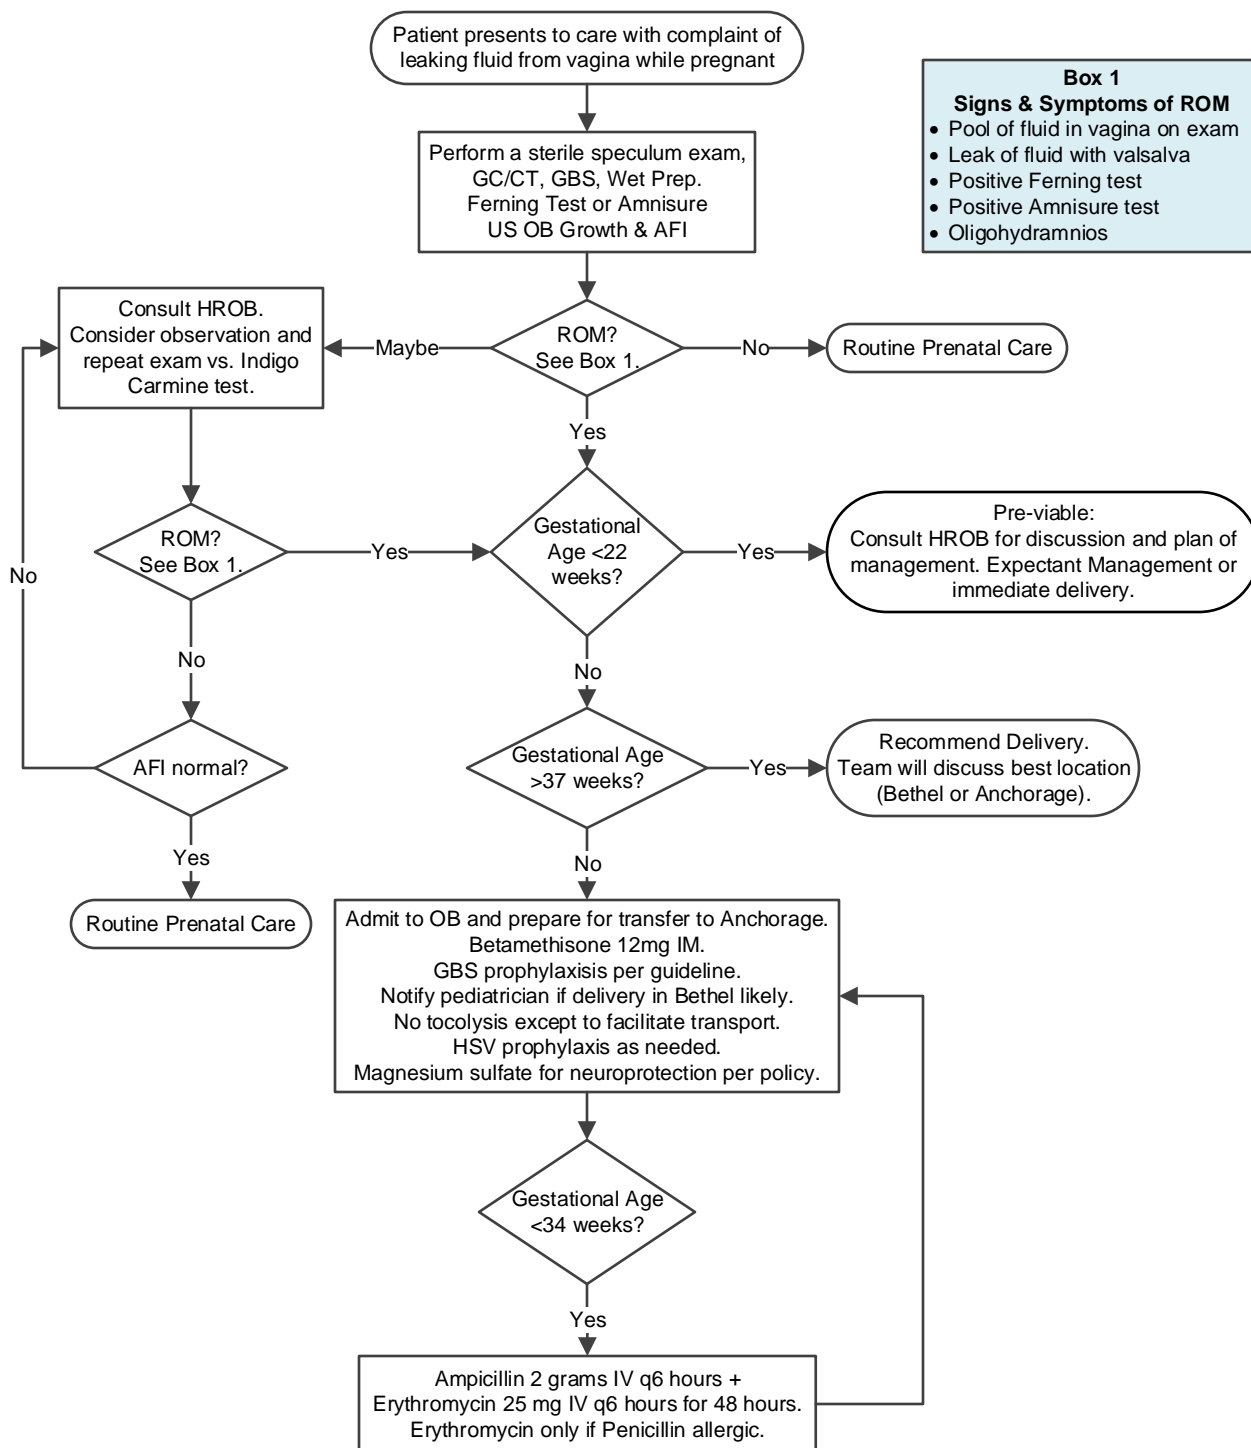 Patient presents to care with complaint of
leaking fluid from vagina while pregnant
Box 1
Signs & Symptoms of ROM
• Pool of fluid in vagina on exam
• Leak of fluid with valsalva
• Positive Ferning test
• Positive Amnisure test
• Oligohydramnios
Perform a sterile speculum exam,
GC/CT, GBS, Wet Prep.
Ferning Test or Amnisure
US OB Growth & AFI
Consult HROB.
Consider observation and
repeat exam vs. Indigo
Carmine test.
Maybe
ROM?
See Box 1.
No
Routine Prenatal Care
Yes
ROM?
See Box 1.
Yes
Gestational
Age <22
weeks?
Yes
Pre-viable:
Consult HROB for discussion and plan of
management. Expectant Management or
immediate delivery.
No
No
No
AFI normal?
Gestational Age
>37 weeks?
Yes
Recommend Delivery.
Team will discuss best location
(Bethel or Anchorage).
Yes
No
Routine Prenatal Care
Admit to OB and prepare for transfer to Anchorage.
Betamethisone 12mg IM.
GBS prophylaxisis per guideline.
Notify pediatrician if delivery in Bethel likely.
No tocolysis except to facilitate transport.
HSV prophylaxis as needed.
Magnesium sulfate for neuroprotection per policy.
Gestational Age
<34 weeks?
Yes
Ampicillin 2 grams IV q6 hours +
Erythromycin 25 mg IV q6 hours for 48 hours.
Erythromycin only if Penicillin allergic.